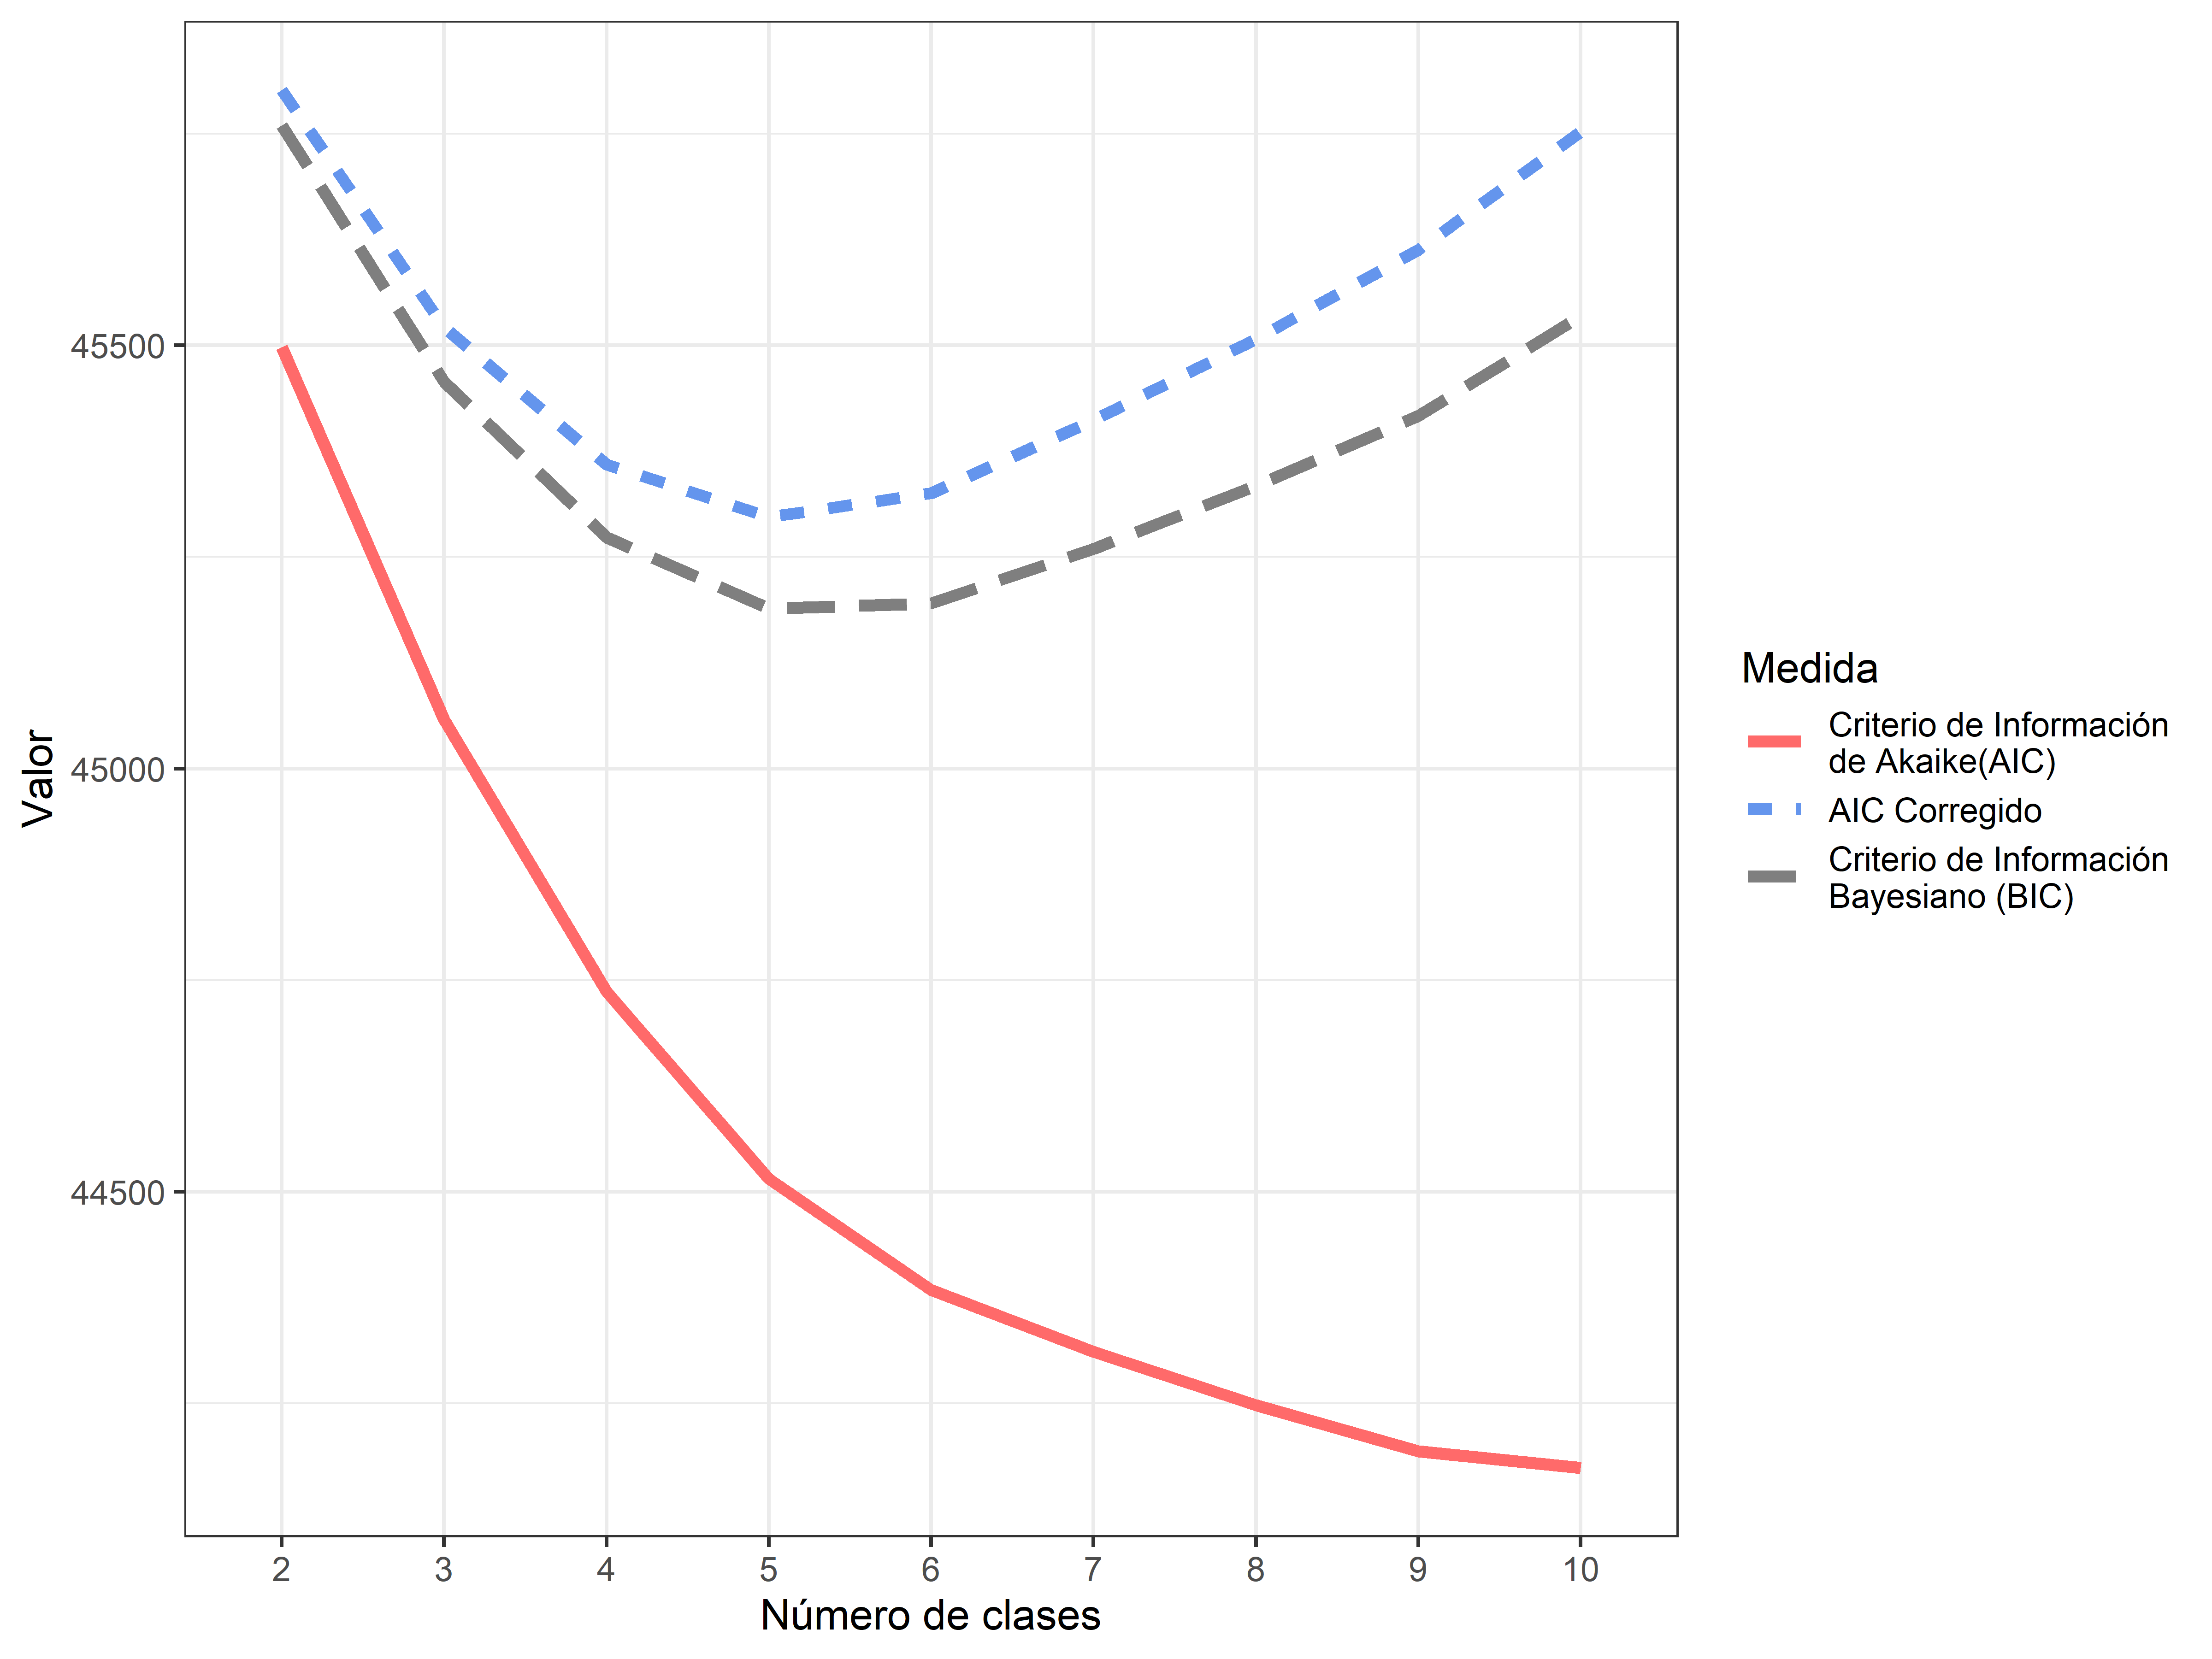 45500
45000
44500
Valor
2 3 4 5 6 7 8 9 10
Número de clases
Medida
Criterio de Información
de Akaike(AIC)
AIC Corregido
Criterio de Información
Bayesiano (BIC)